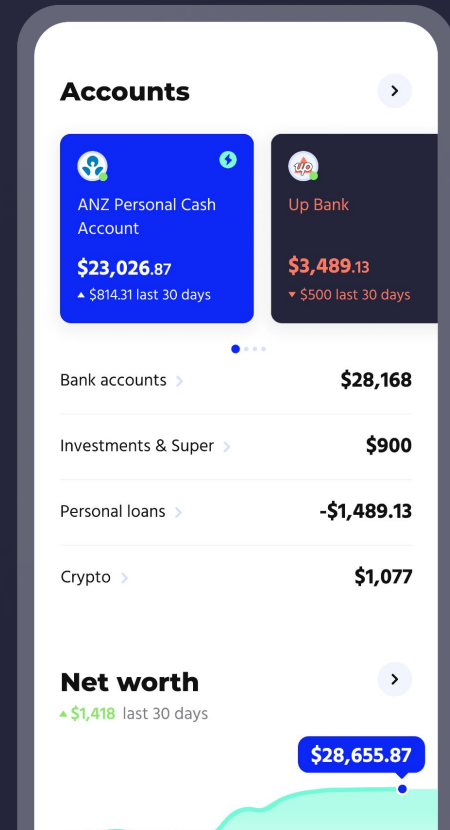 Accounts
ANZ Personal Cash
Account
$23,026.87
$814.31 last 30 days
up
Up Bank
$3,489.13
$500 last 30 days
Bank accounts $28,168
Investments & Super $900
Personal loans -$1,489.13
Crypto $1,077
Net worth
$1,418 last 30 days
$28,655.87